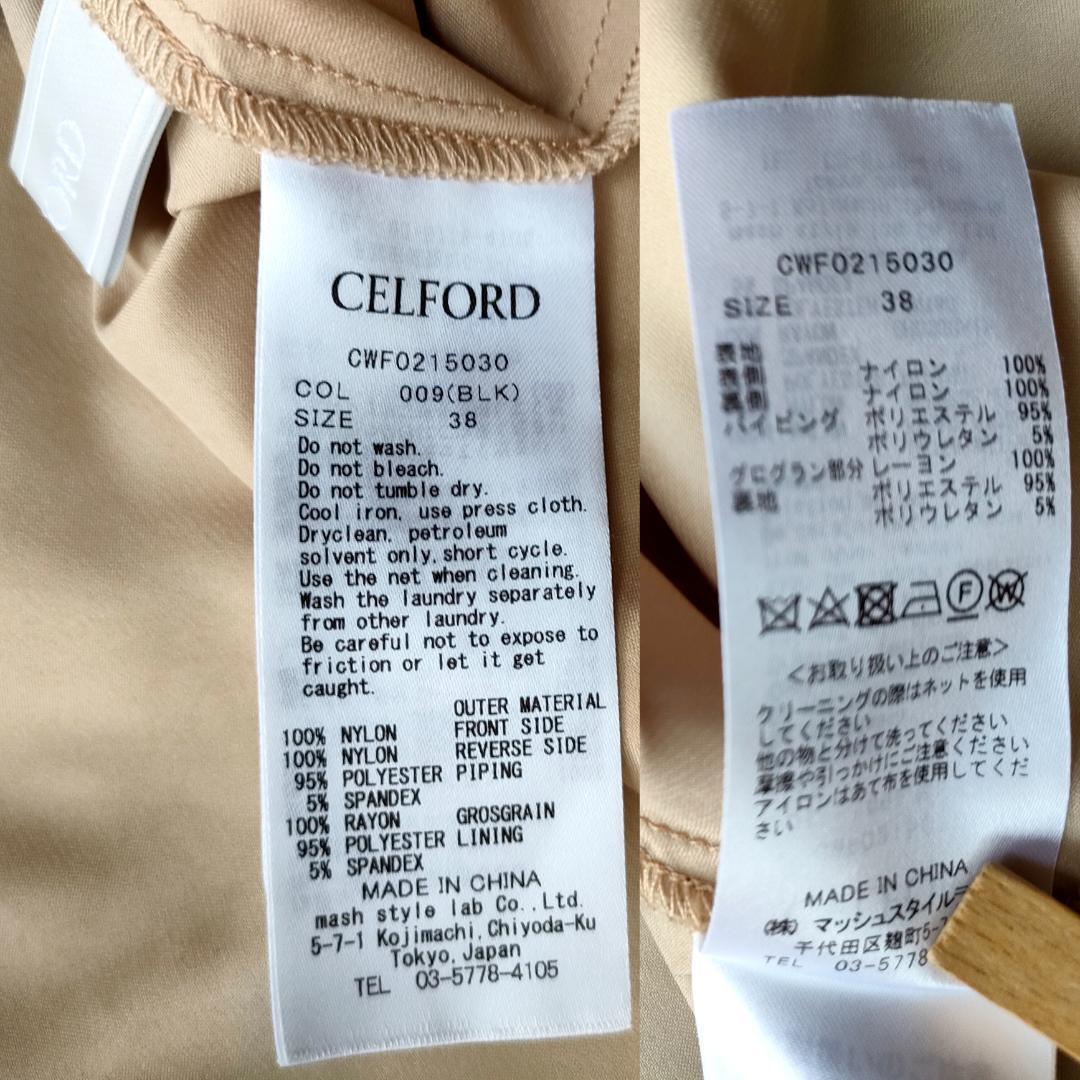 CELFORD
CWF0215030
COL 009(BLK)
SIZE 38
Do not wash.
Do not bleach.
Do not tumble dry.
Cool iron, use press cloth.
Dryclean, petroleum
solvent only,short cycle.
Use the net when cleaning.
Wash the laundry separately
from other laundry.
Be careful not to expose to
friction or let it get
caught.
OUTER MATERIAL
100% NYLON FRONT SIDE
100% NYLON REVERSE SIDE
95% POLYESTER PIPING
5% SPANDEX
100% RAYON GROSGRAIN
95% POLYESTER LINING
5% SPANDEX
MADE IN CHINA
mash style lab Co.,Ltd.
5-7-1 Kojimachi,Chiyoda-Ku
Tokyo,Japan
TEL 03-5778-4105
CWF0215030
SIZE 38
表地
表側 ナイロン 100%
裏側 ナイロン 100%
パイピング ポリエステル 95%
ポリウレタン 5%
グログラン部分 レーヨン 100%
裏地 ポリエステル 95%
ポリウレタン 5%
F W
<お取り扱い上のご注意>
クリーニングの際はネットを使用
してください
他の物と分けて洗ってください
摩擦や引っかけにご注意ください
アイロンはあて布を使用してくだ
さい
MADE IN CHINA
(株) マッシュスタイル
千代田区麹町5-
TEL 03-5778